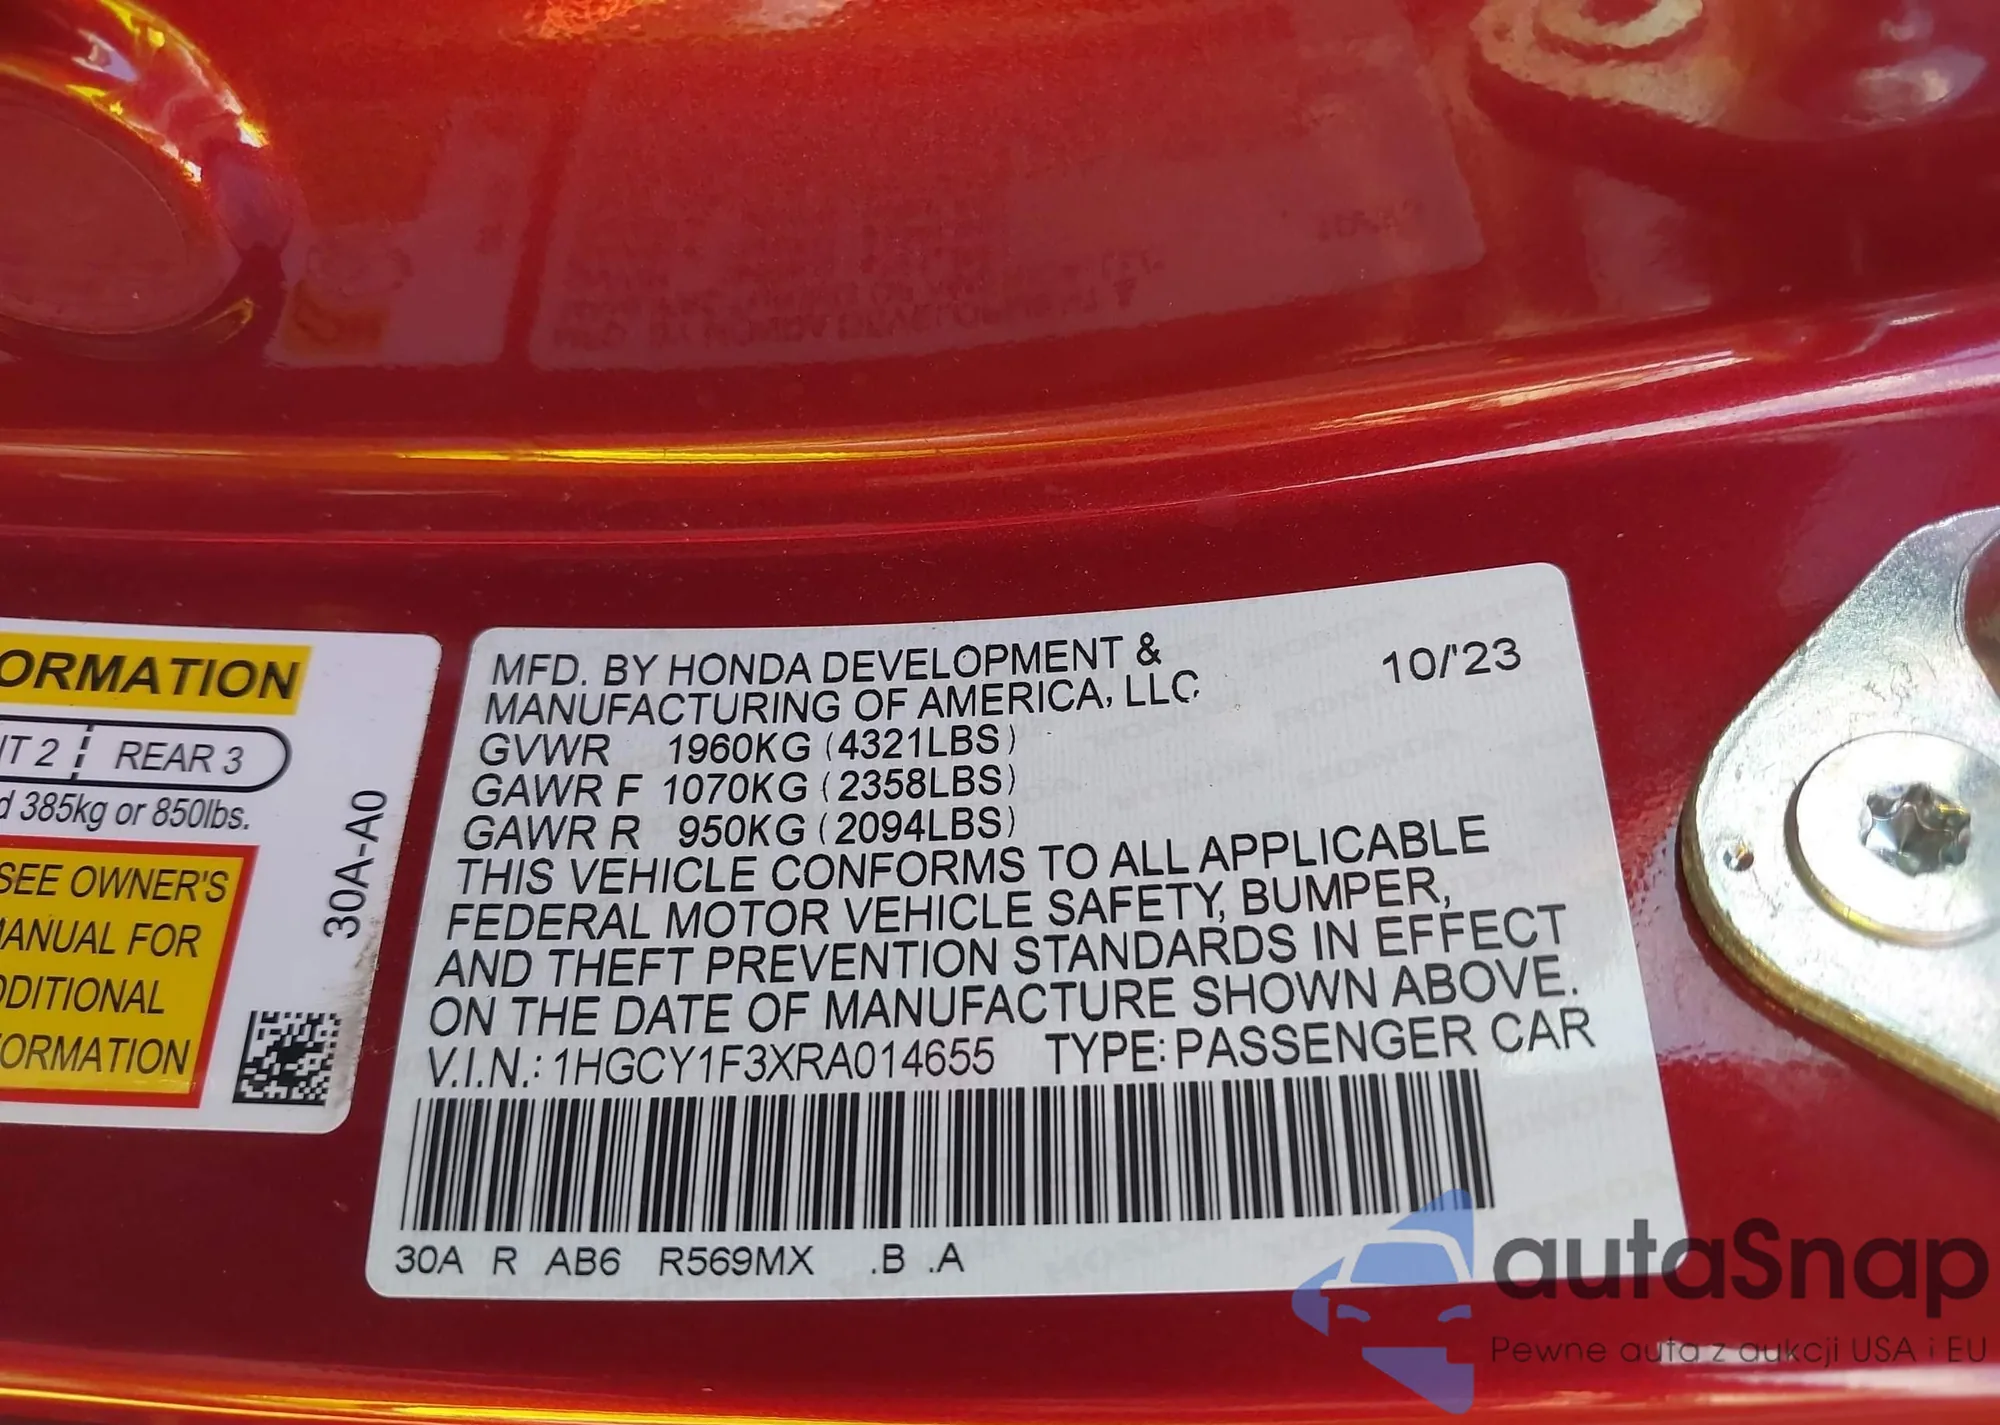 ORMATION
IT 2 REAR 3
d 385kg or 850lbs.
SEE OWNER'S
MANUAL FOR
DDITIONAL
FORMATION
30A-A0
MFD. BY HONDA DEVELOPMENT &
MANUFACTURING OF AMERICA, LLC
10/'23
GVWR 1960KG (4321LBS)
GAWR F 1070KG (2358LBS)
GAWR R 950KG (2094LBS)
THIS VEHICLE CONFORMS TO ALL APPLICABLE
FEDERAL MOTOR VEHICLE SAFETY, BUMPER,
AND THEFT PREVENTION STANDARDS IN EFFECT
ON THE DATE OF MANUFACTURE SHOWN ABOVE.
V.I.N.: 1HGCY1F3XRA014655 TYPE: PASSENGER CAR
30A R AB6 R569MX .B .A
autaSnap
Pewne auta z aukcji USA i EU